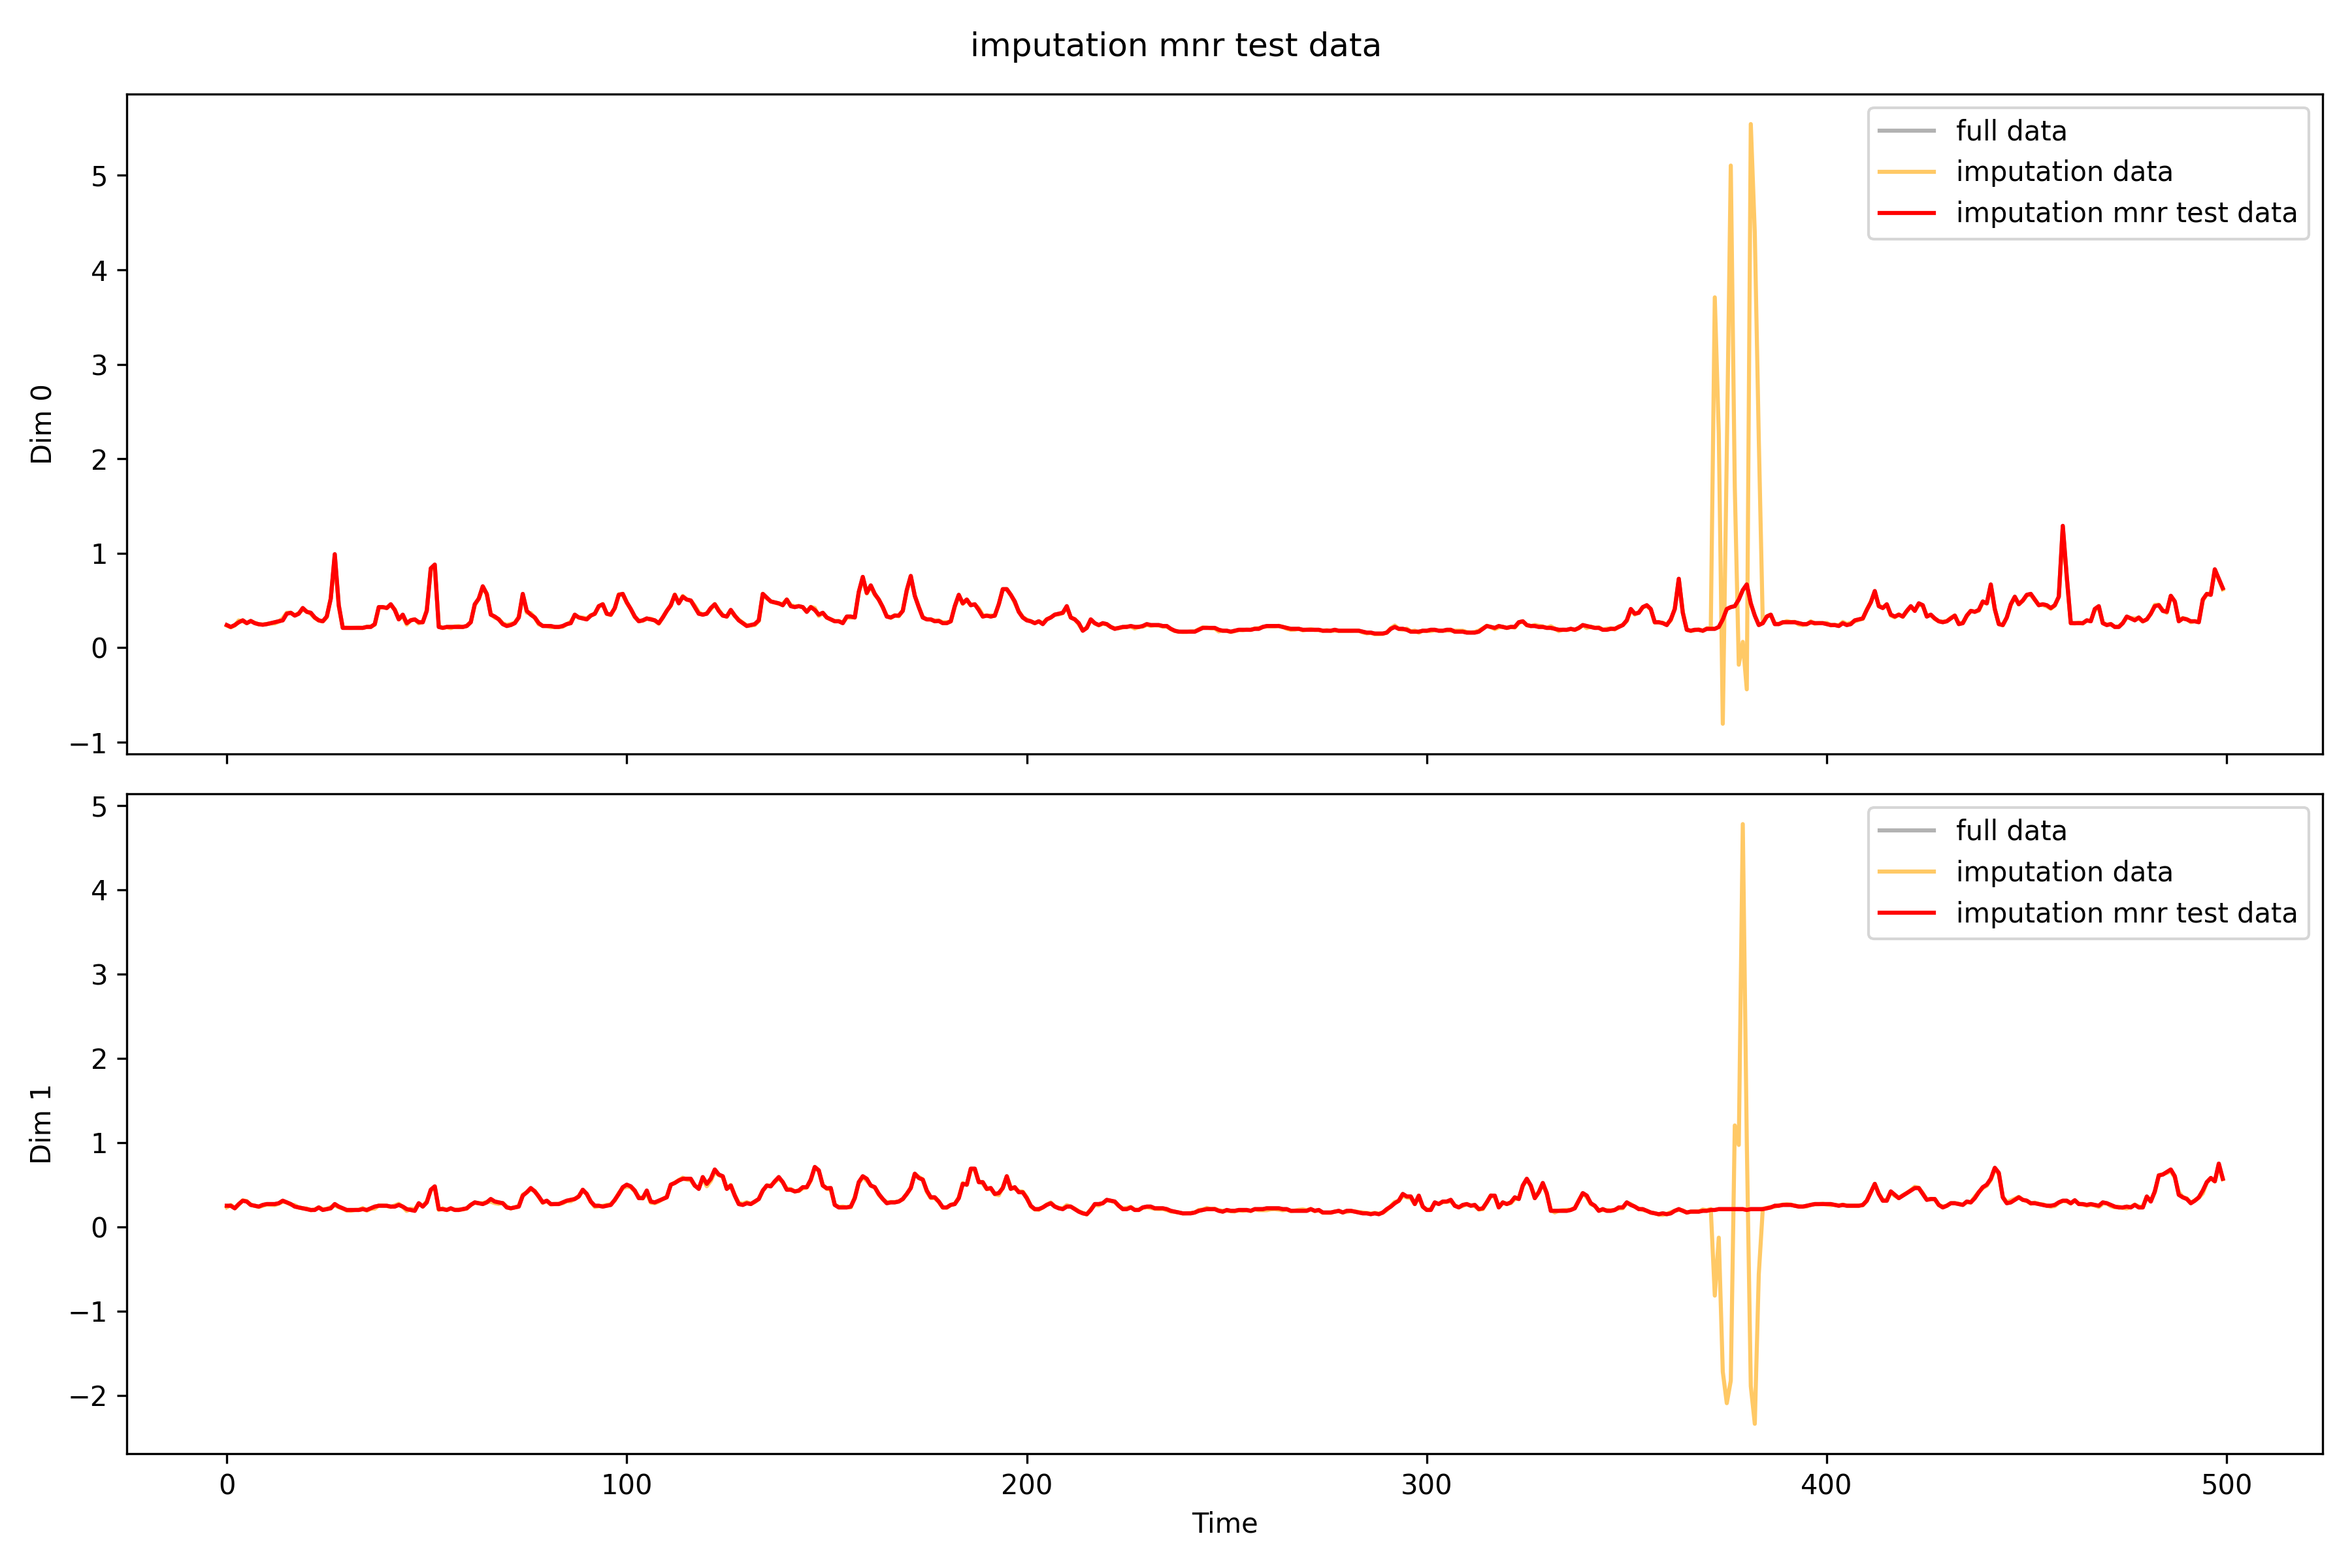 imputation mnr test data
full data
imputation data
imputation mnr test data
5
4
3
2
1
0
−1
Dim 0
full data
imputation data
imputation mnr test data
5
4
3
2
1
0
−1
−2
Dim 1
0 100 200 300 400 500
Time